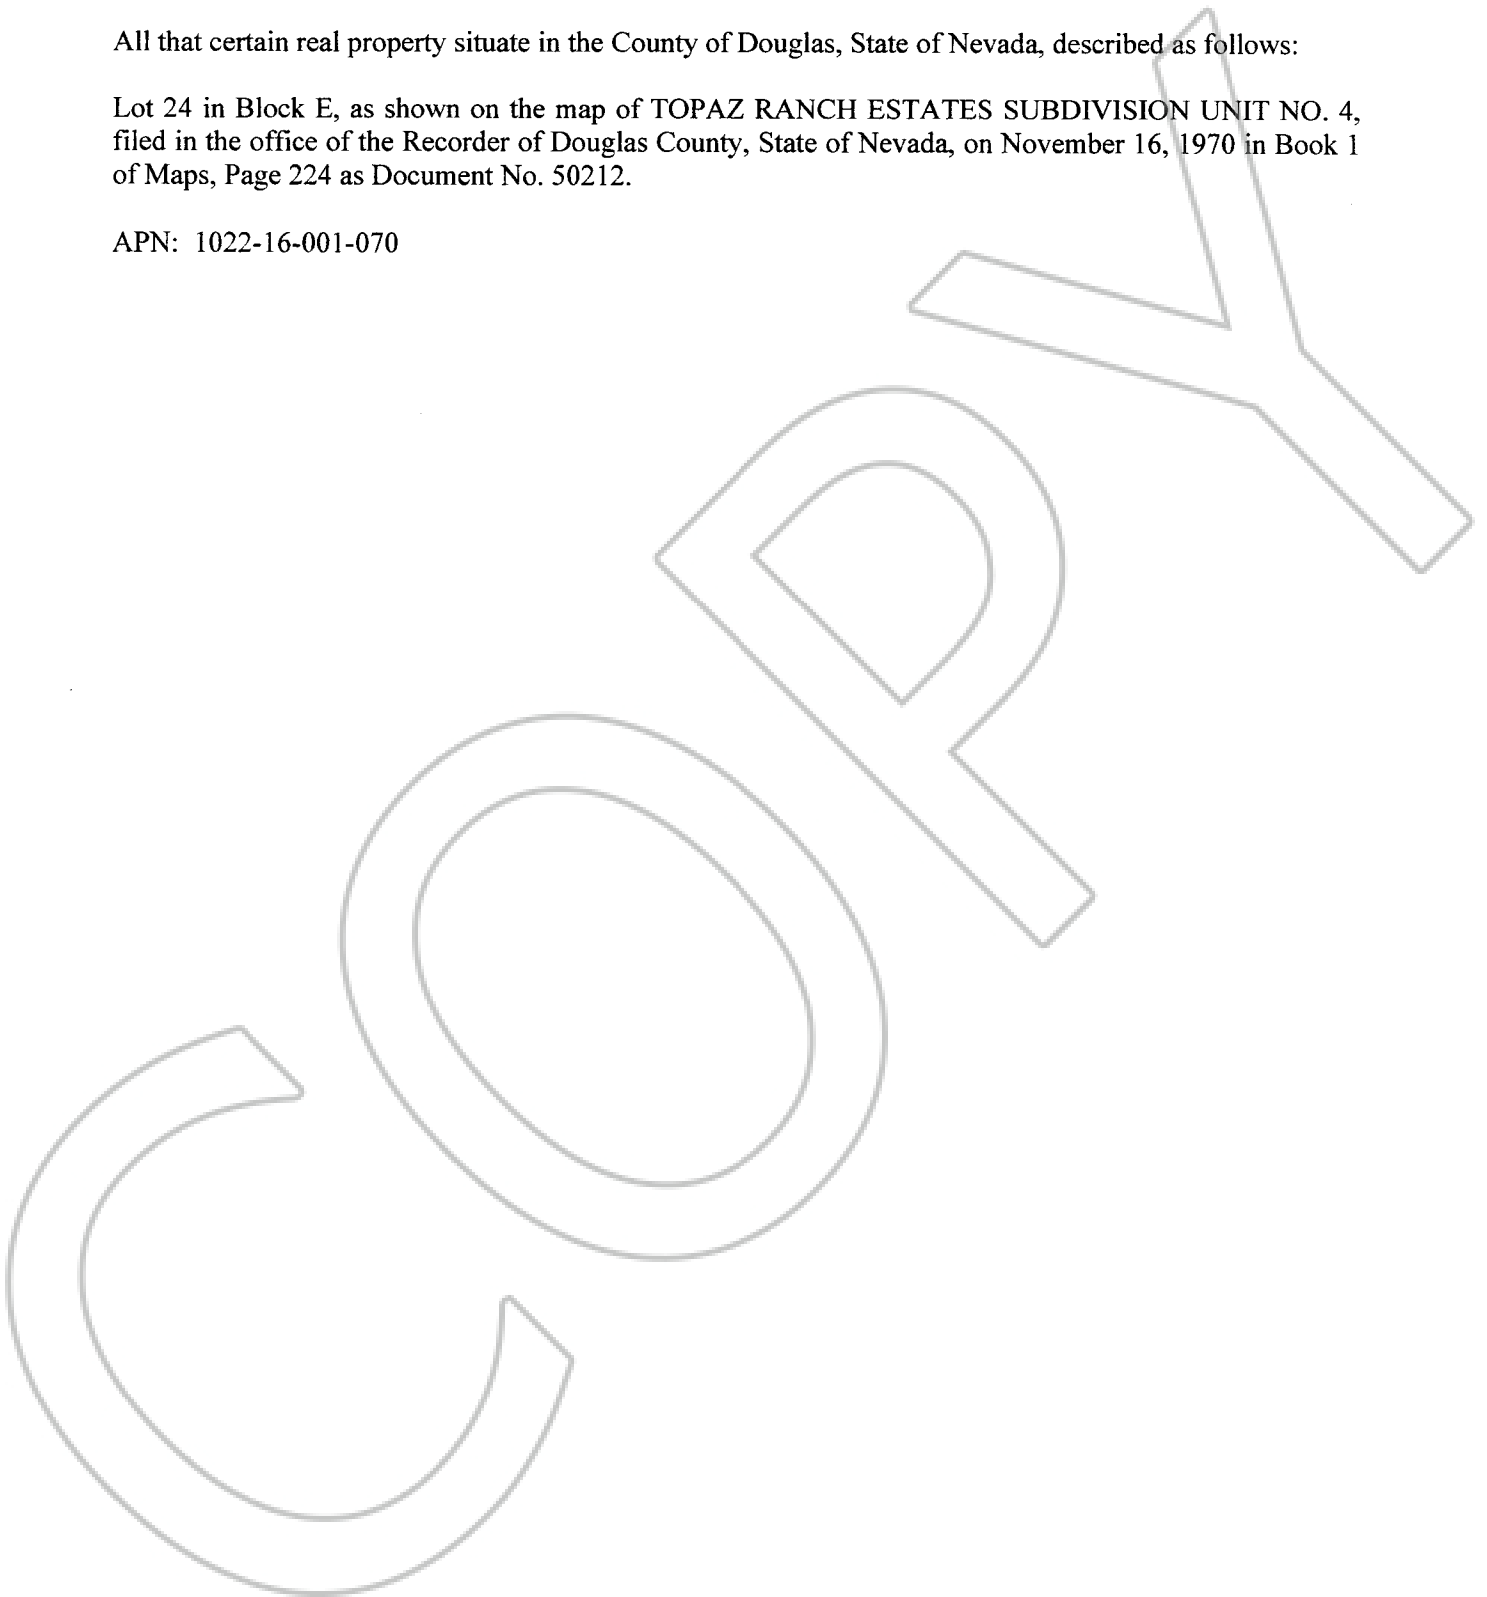 All that certain real property situate in the County of Douglas, State of Nevada, described as follows:
Lot 24 in Block E, as shown on the map of TOPAZ RANCH ESTATES SUBDIVISION UNIT NO. 4,
filed in the office of the Recorder of Douglas County, State of Nevada, on November 16, 1970 in Book 1
of Maps, Page 224 as Document No. 50212.
APN: 1022-16-001-070
COPY